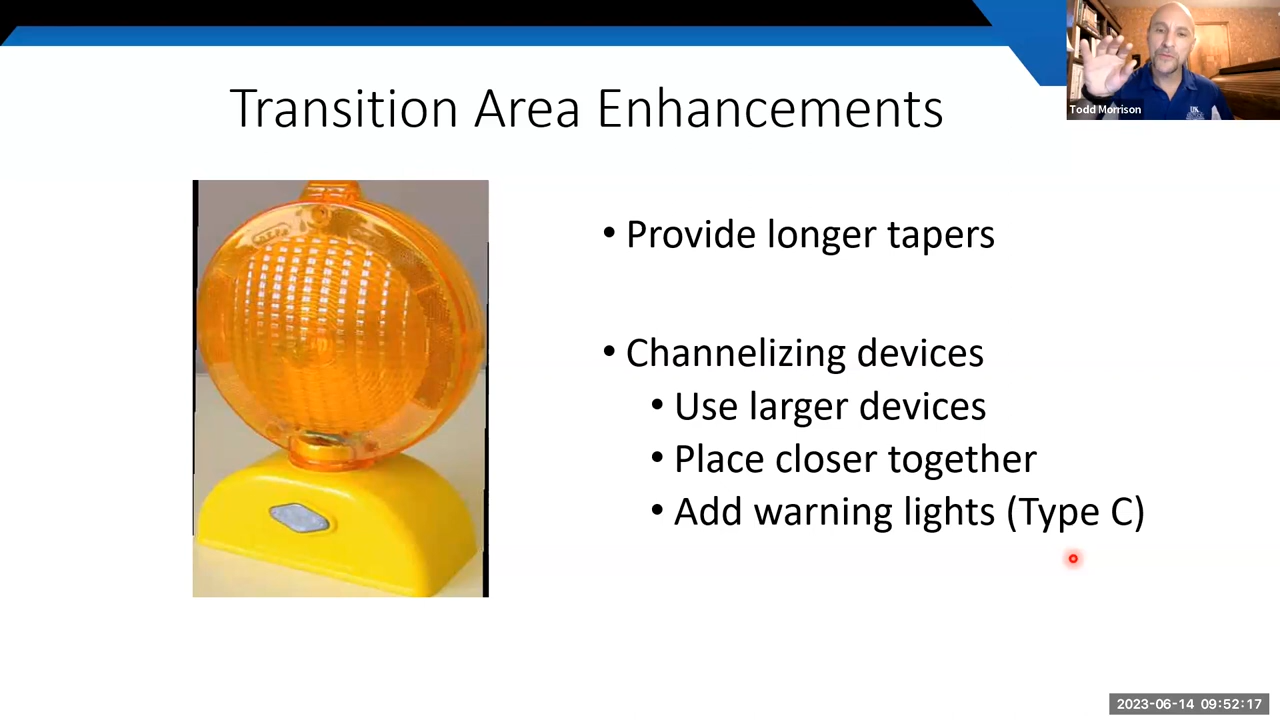 Transition Area Enhancements
Todd Morrison
UK
• Provide longer tapers
• Channelizing devices
• Use larger devices
• Place closer together
• Add warning lights (Type C)
2023-06-14 09:52:17